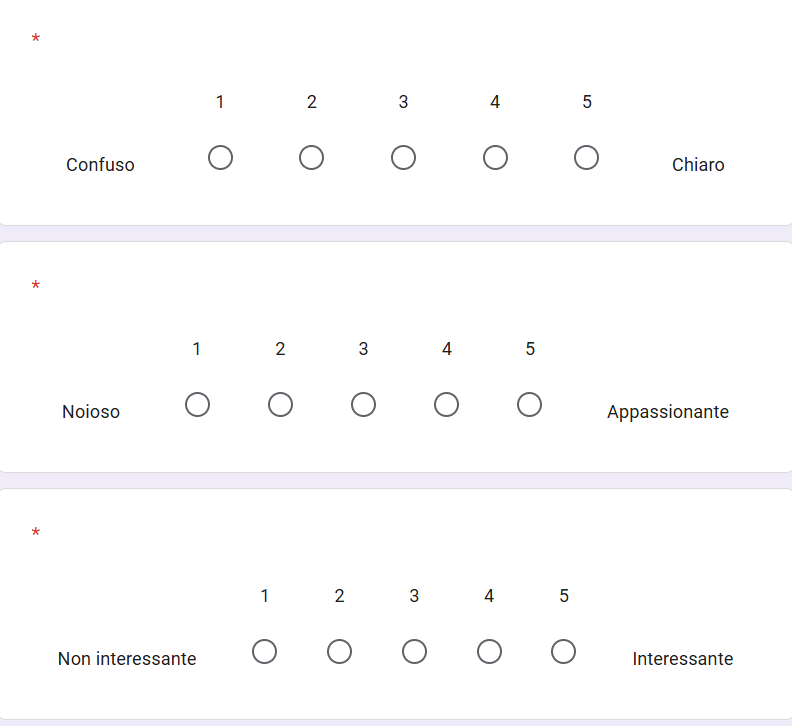 *
1 2 3 4 5
Confuso Chiaro
*
1 2 3 4 5
Noioso Appassionante
*
1 2 3 4 5
Non interessante Interessante